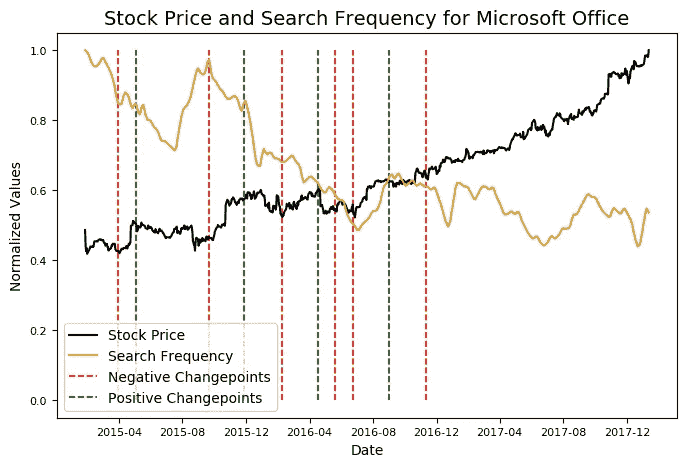 Stock Price and Search Frequency for Microsoft Office
Normalized Values
1.0
0.8
0.6
0.4
0.2
0.0
Stock Price
Search Frequency
Negative Changepoints
Positive Changepoints
2015-04 2015-08 2015-12 2016-04 2016-08 2016-12 2017-04 2017-08 2017-12
Date